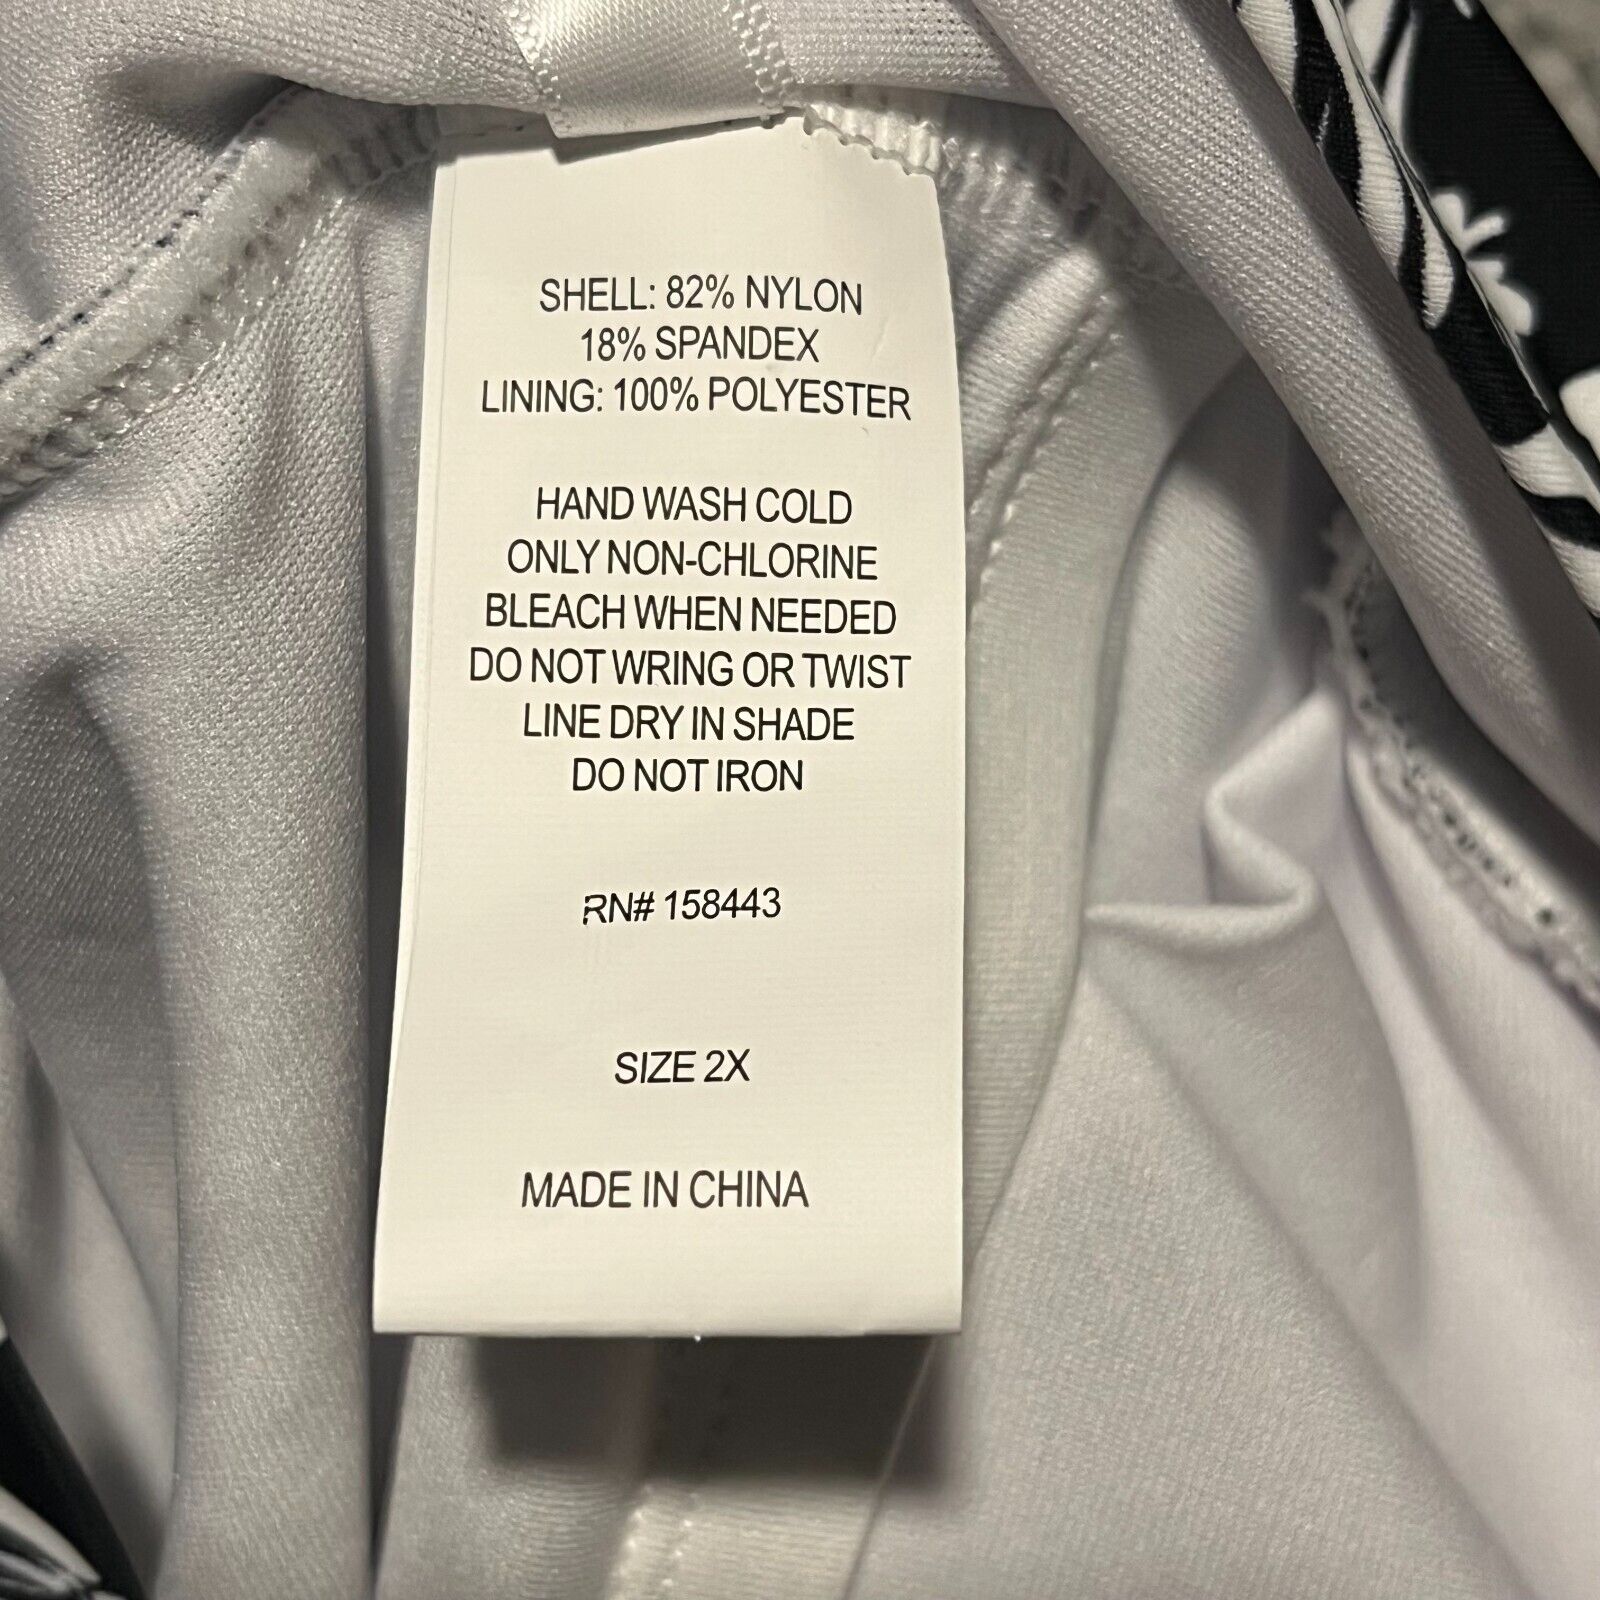 SHELL: 82% NYLON
18% SPANDEX
LINING: 100% POLYESTER
HAND WASH COLD
ONLY NON-CHLORINE
BLEACH WHEN NEEDED
DO NOT WRING OR TWIST
LINE DRY IN SHADE
DO NOT IRON
RN# 158443
SIZE 2X
MADE IN CHINA